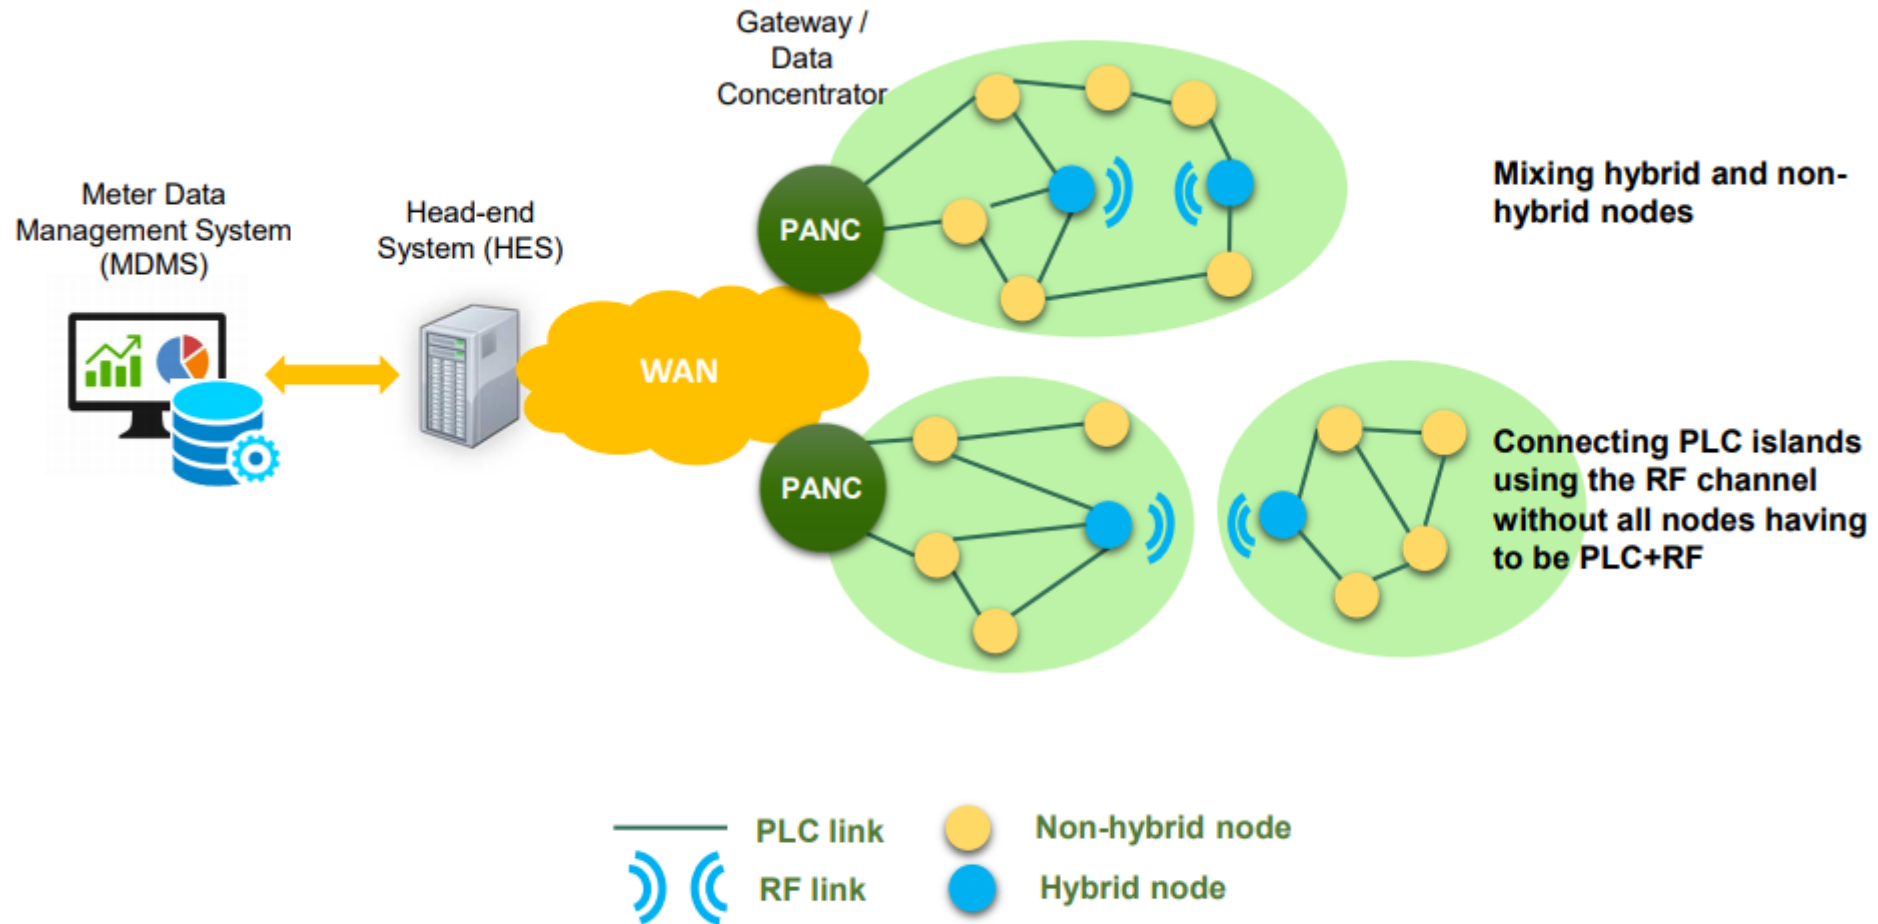 Gateway /
Data
Concentrator
Meter Data
Management System
(MDMS)
Head-end
System (HES)
PANC
WAN
PANC
Mixing hybrid and non-
hybrid nodes
Connecting PLC islands
using the RF channel
without all nodes having
to be PLC+RF
PLC link
Non-hybrid node
RF link
Hybrid node